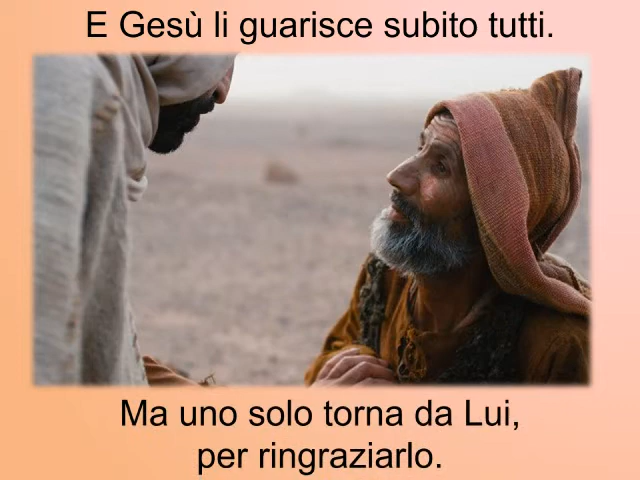 E Gesù li guarisce subito tutti.
Ma uno solo torna da Lui,
per ringraziarlo.